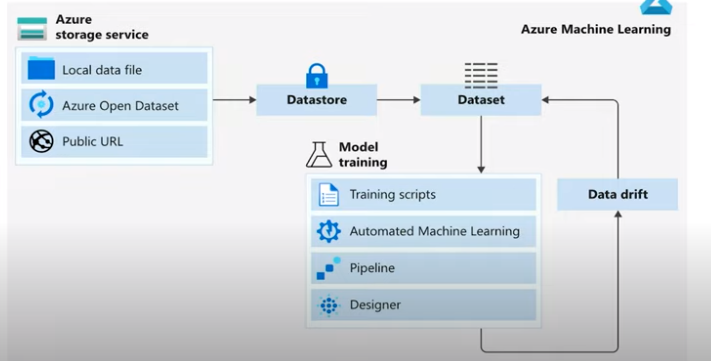 Azure
storage service
Azure Machine Learning
Local data file
Azure Open Dataset
Public URL
Datastore
Dataset
Model
training
Training scripts
Automated Machine Learning
Pipeline
Designer
Data drift